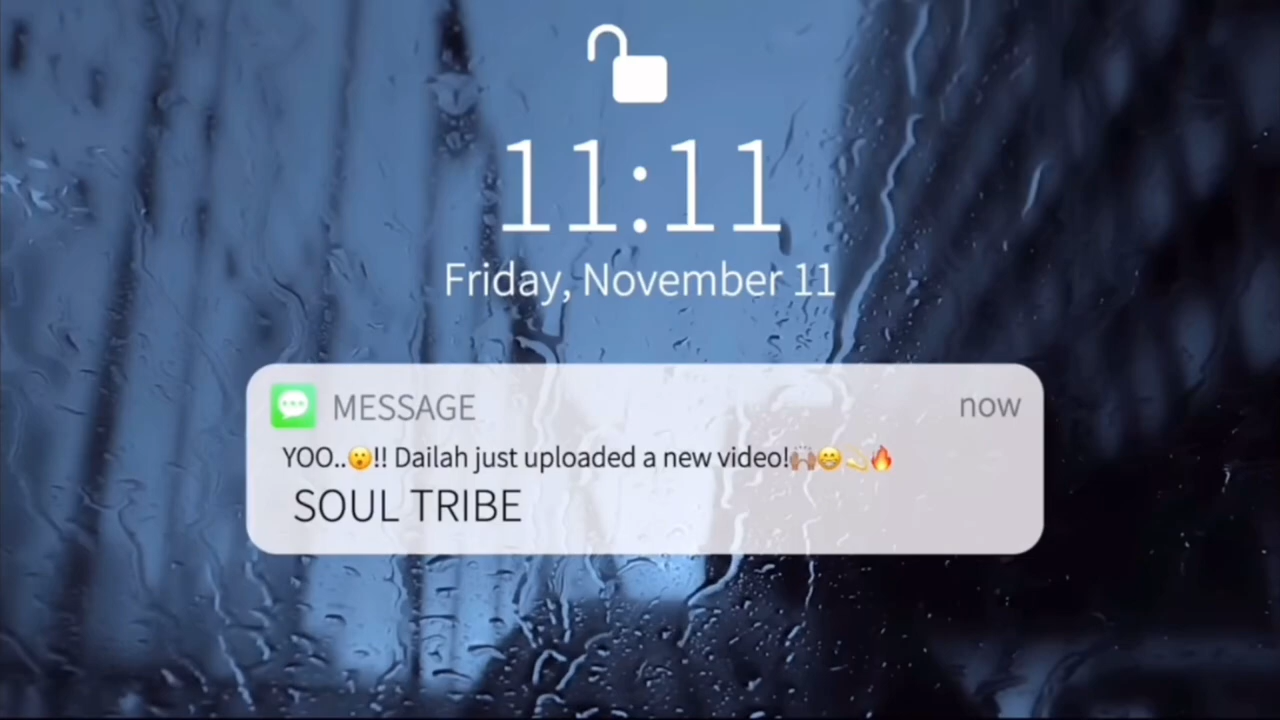 11:11
Friday, November 11
MESSAGE
now
YOO..😮!! Dailah just uploaded a new video!🙌🏽😁💫🔥
SOUL TRIBE